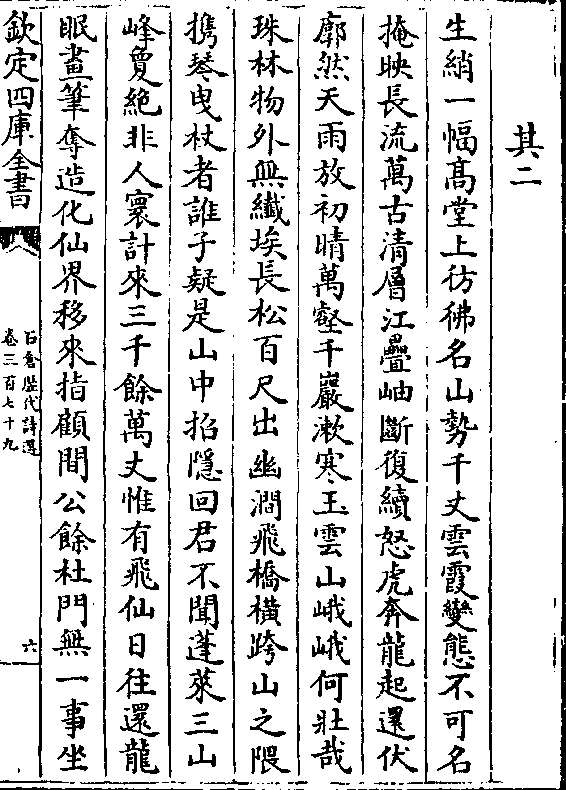 其二
生綃一幅髙堂上彷彿名山勢千丈雲霞變態不可名
掩映長流萬古清層江疊岫斷復續怒虎奔龍起還伏
廓然天雨放初晴萬壑千巖漱寒玉雲山峨峨何壯哉
珠林物外無纖埃長松百尺出幽澗飛橋橫跨山之隈
携琴曳杖者誰子疑是山中招隱回君不聞蓬萊三山
峰夐絶非人寰計來三千餘萬丈惟有飛仙日往還龍
眠畫筆奪造化仙界移來指顧間公餘杜門無一事坐
欽定四庫全書
石倉歴代詩選
卷三百七十九
六